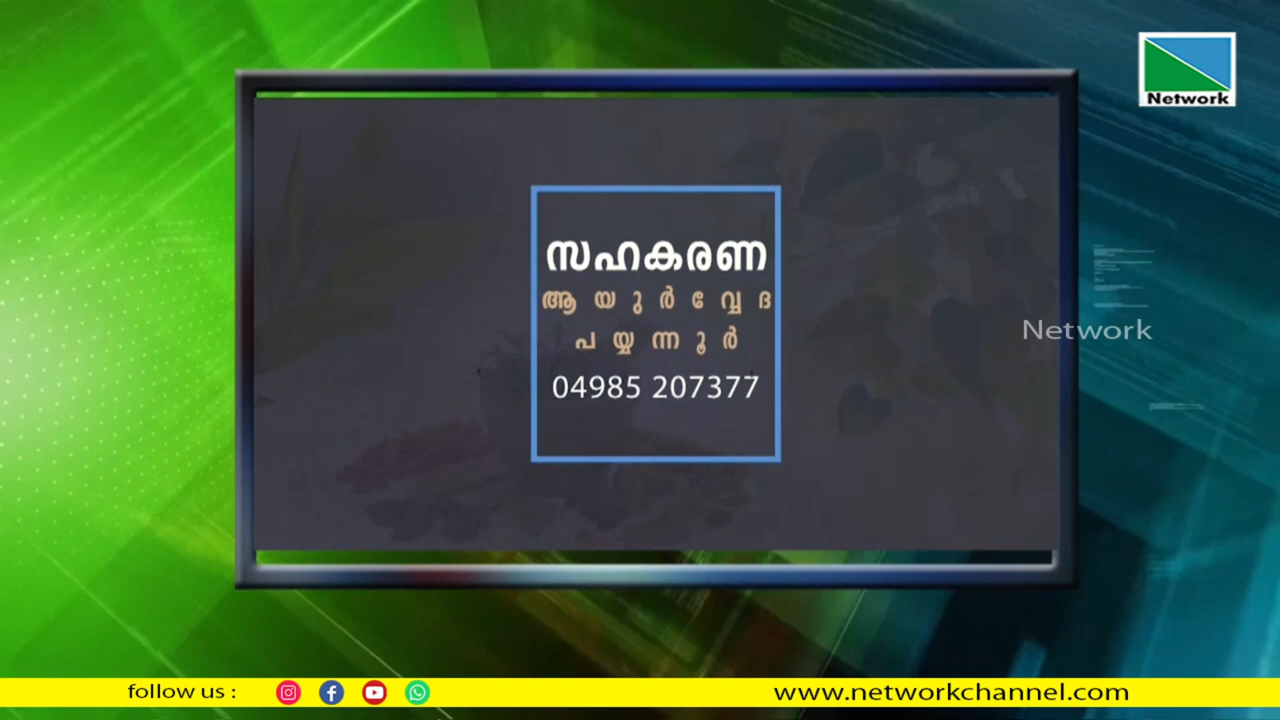 Network
സഹകരണ
ആയുർവ്വേദ
പയ്യന്നൂർ
04985 207377
Network
follow us :
www.networkchannel.com